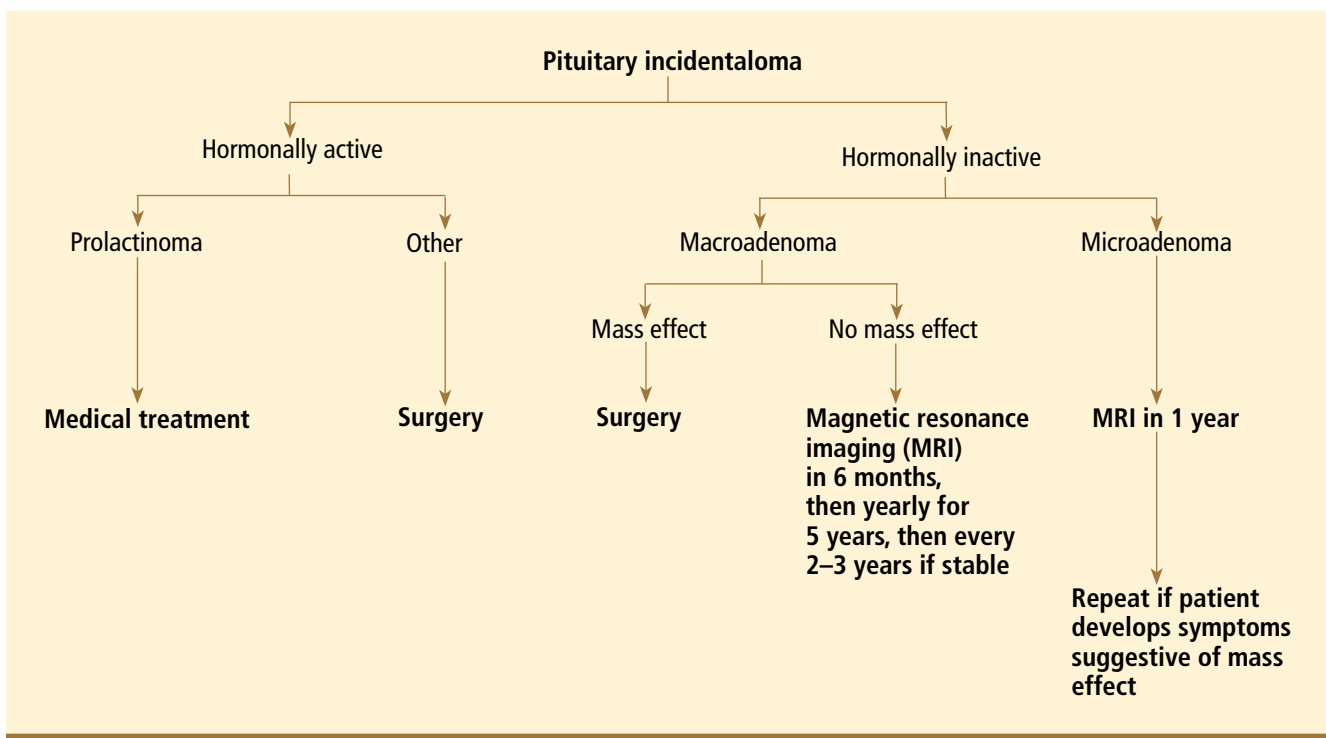 Pituitary incidentaloma
Hormonally active
Hormonally inactive
Prolactinoma
Other
Macroadenoma
Microadenoma
Mass effect
No mass effect
Medical treatment
Surgery
Surgery
Magnetic resonance
imaging (MRI)
in 6 months,
then yearly for
5 years, then every
2–3 years if stable
MRI in 1 year
Repeat if patient
develops symptoms
suggestive of mass
effect